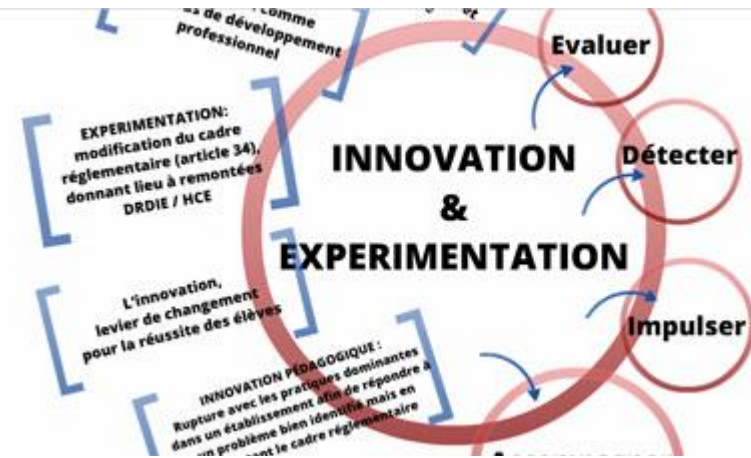 comme
de développement
professionnel
et
EXPERIMENTATION:
modification du cadre
réglementaire (article 34),
donnant lieu à remontées
DRDIE / HCE
L'innovation,
levier de changement
pour la réussite des élèves
INNOVATION PÉDAGOGIQUE :
Rupture avec les pratiques dominantes
dans un établissement afin de répondre à
un problème bien identifié mais en
le cadre réglementaire
INNOVATION
&
EXPERIMENTATION
Evaluer
Détecter
Impulser